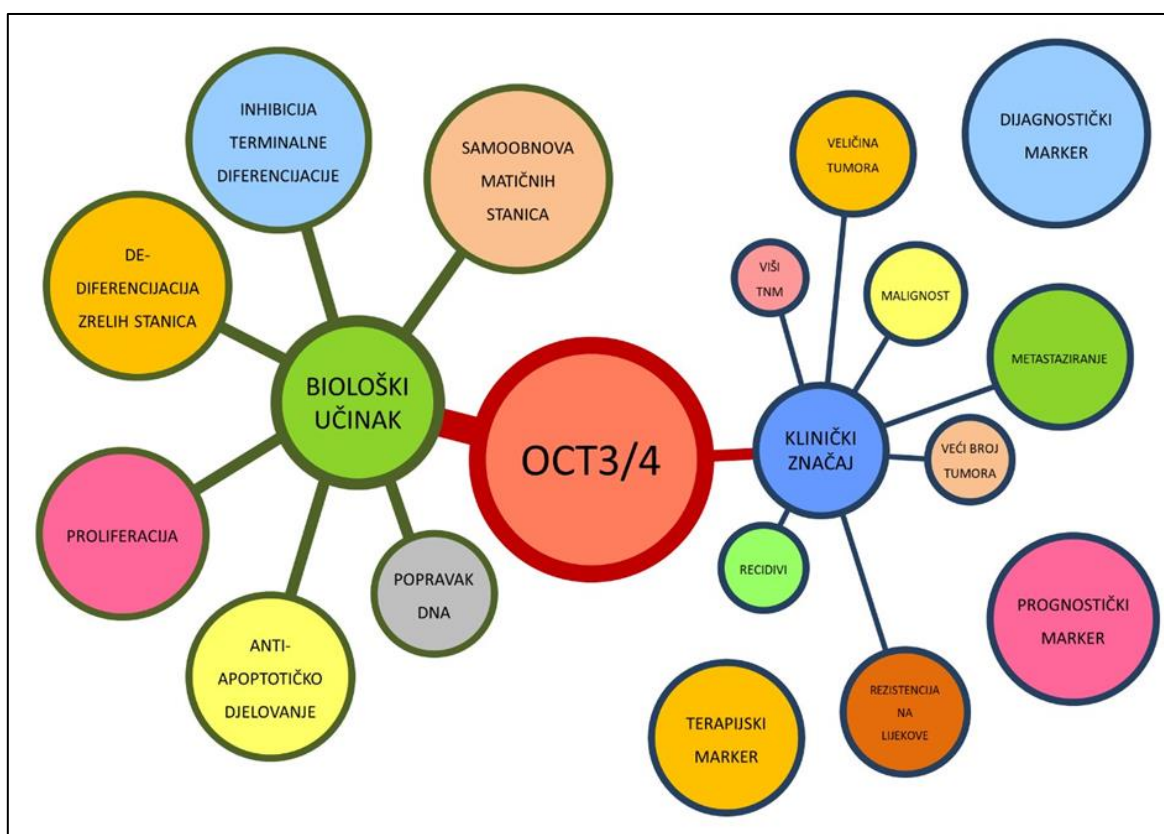 INHIBICIJA
TERMINALNE
DIFERENCIJACIJE
SAMOOBNOVA
MATIČNIH
STANICA
DE-
DIFERENCIJACIJA
ZRELIH STANICA
BIOLOŠKI
UČINAK
PROLIFERACIJA
ANTI-
APOPTOTIČKO
DJELOVANJE
POPRAVAK
DNA
OCT3/4
KLINIČKI
ZNAČAJ
VELIČINA
TUMORA
VIŠI
TNM
MALIGNOST
METASTAZIRANJE
VEĆI BROJ
TUMORA
RECIDIVI
REZISTENCIJA
NA
LIJEKOVE
DIJAGNOSTIČKI
MARKER
PROGNOSTIČKI
MARKER
TERAPIJSKI
MARKER